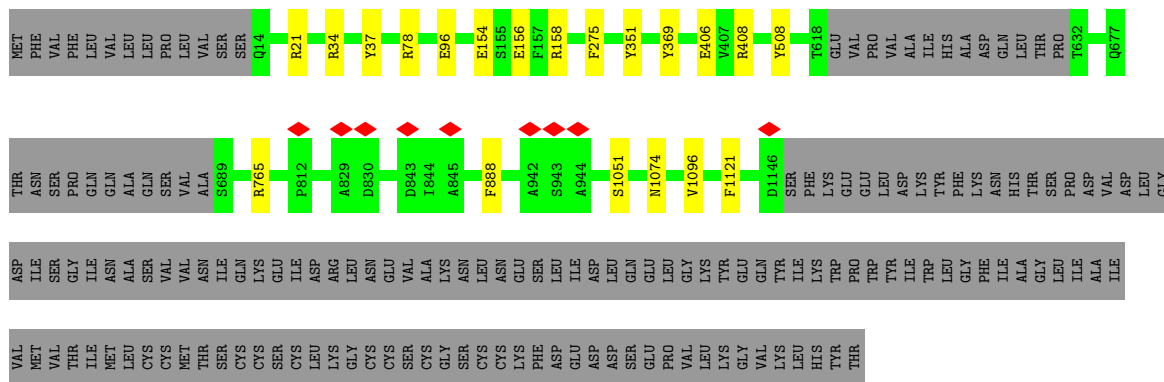 MET PHE VAL PHE LEU VAL LEU LEU PRO LEU VAL SER SER Q14 R21 R34 Y37 R78 E96 E154 S155 E156 F157 R158 F275 Y351 Y369 E406 V407 R408 Y508 T618 GLU VAL PRO VAL ALA ILE HIS ALA ASP GLN LEU THR PRO T632 Q677
THR ASN SER PRO GLN GLN ALA GLN SER VAL ALA S689 R765 P812 A829 D830 D843 I844 A845 F888 A942 S943 A944 S1051 N1074 V1096 F1121 D1146 SER PHE LYS GLU GLU LEU ASP LYS TYR PHE LYS ASN HIS THR SER PRO ASP VAL ASP LEU GLY
ASP ILE SER GLY ILE ASN ALA SER VAL VAL ASN ILE GLN LYS GLU ILE ASP ARG LEU ASN GLU VAL ALA LYS ASN LEU ASN GLU SER LEU ILE ASP LEU GLN GLU LEU GLY LYS TYR GLU GLN TYR ILE LYS TRP PRO TRP TYR ILE TRP LEU GLY PHE ILE ALA GLY LEU ILE ALA ILE
VAL MET VAL THR ILE MET LEU CYS CYS MET THR SER CYS CYS SER CYS LEU LYS GLY CYS CYS SER CYS GLY SER CYS CYS LYS PHE ASP GLU ASP ASP SER GLU PRO VAL LEU LYS GLY VAL LYS LEU HIS TYR THR